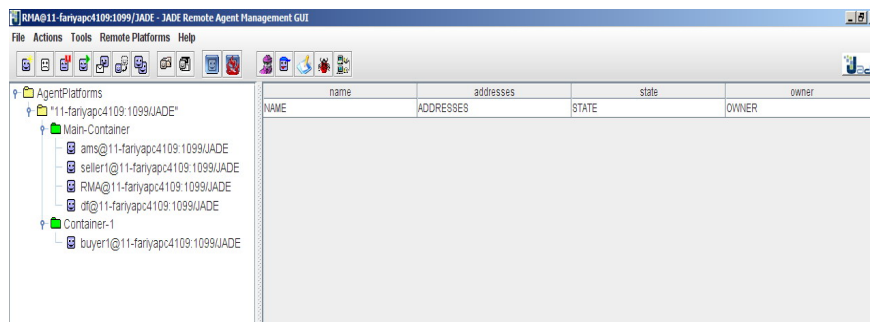 RMA@11-fariyapc4109:1099/JADE - JADE Remote Agent Management GUI
File Actions Tools Remote Platforms Help
AgentPlatforms
"11-fariyapc4109:1099/JADE"
Main-Container
ams@11-fariyapc4109:1099/JADE
seller1@11-fariyapc4109:1099/JADE
RMA@11-fariyapc4109:1099/JADE
df@11-fariyapc4109:1099/JADE
Container-1
buyer1@11-fariyapc4109:1099/JADE
name addresses state owner
NAME ADDRESSES STATE OWNER